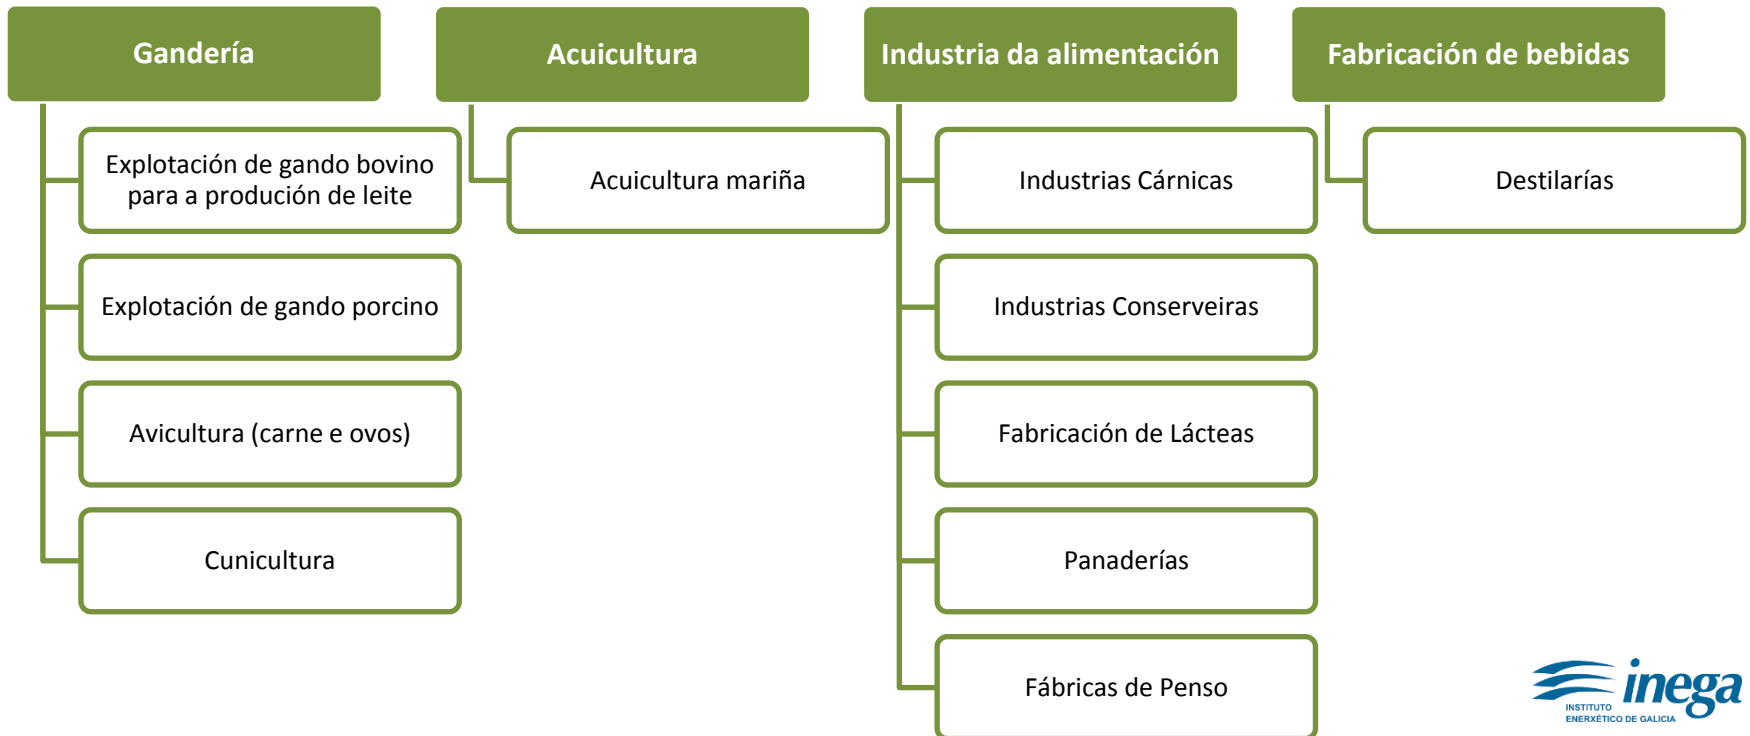 Gandería
Explotación de gando bovino
para a produción de leite
Explotación de gando porcino
Avicultura (carne e ovos)
Cunicultura
Acuicultura
Acuicultura mariña
Industria da alimentación
Industrias Cárnicas
Industrias Conserveiras
Fabricación de Lácteas
Panaderías
Fábricas de Penso
Fabricación de bebidas
Destilarías
inega
INSTITUTO
ENERXÉTICO DE GALICIA